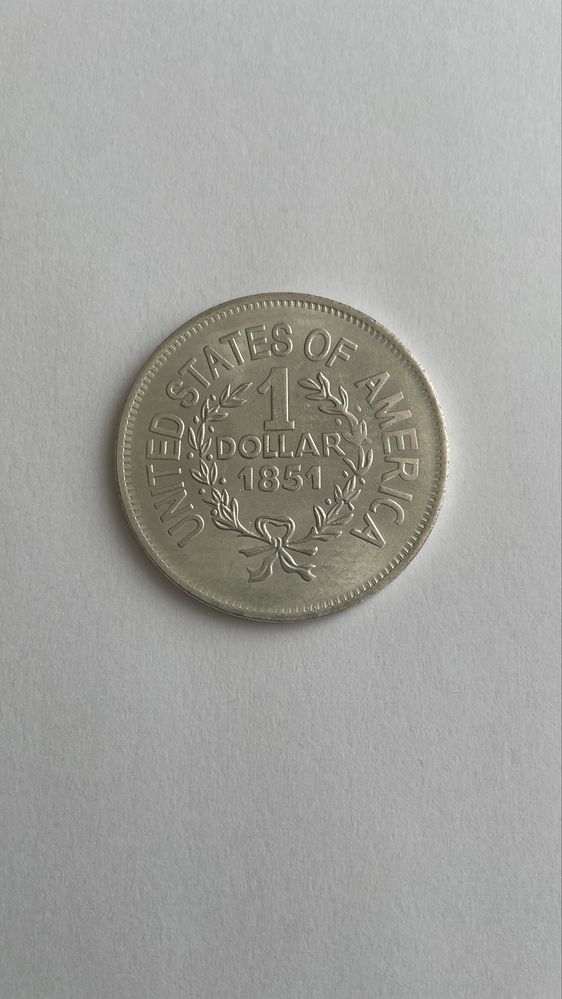 UNITED STATES OF AMERICA
1
DOLLAR
1851